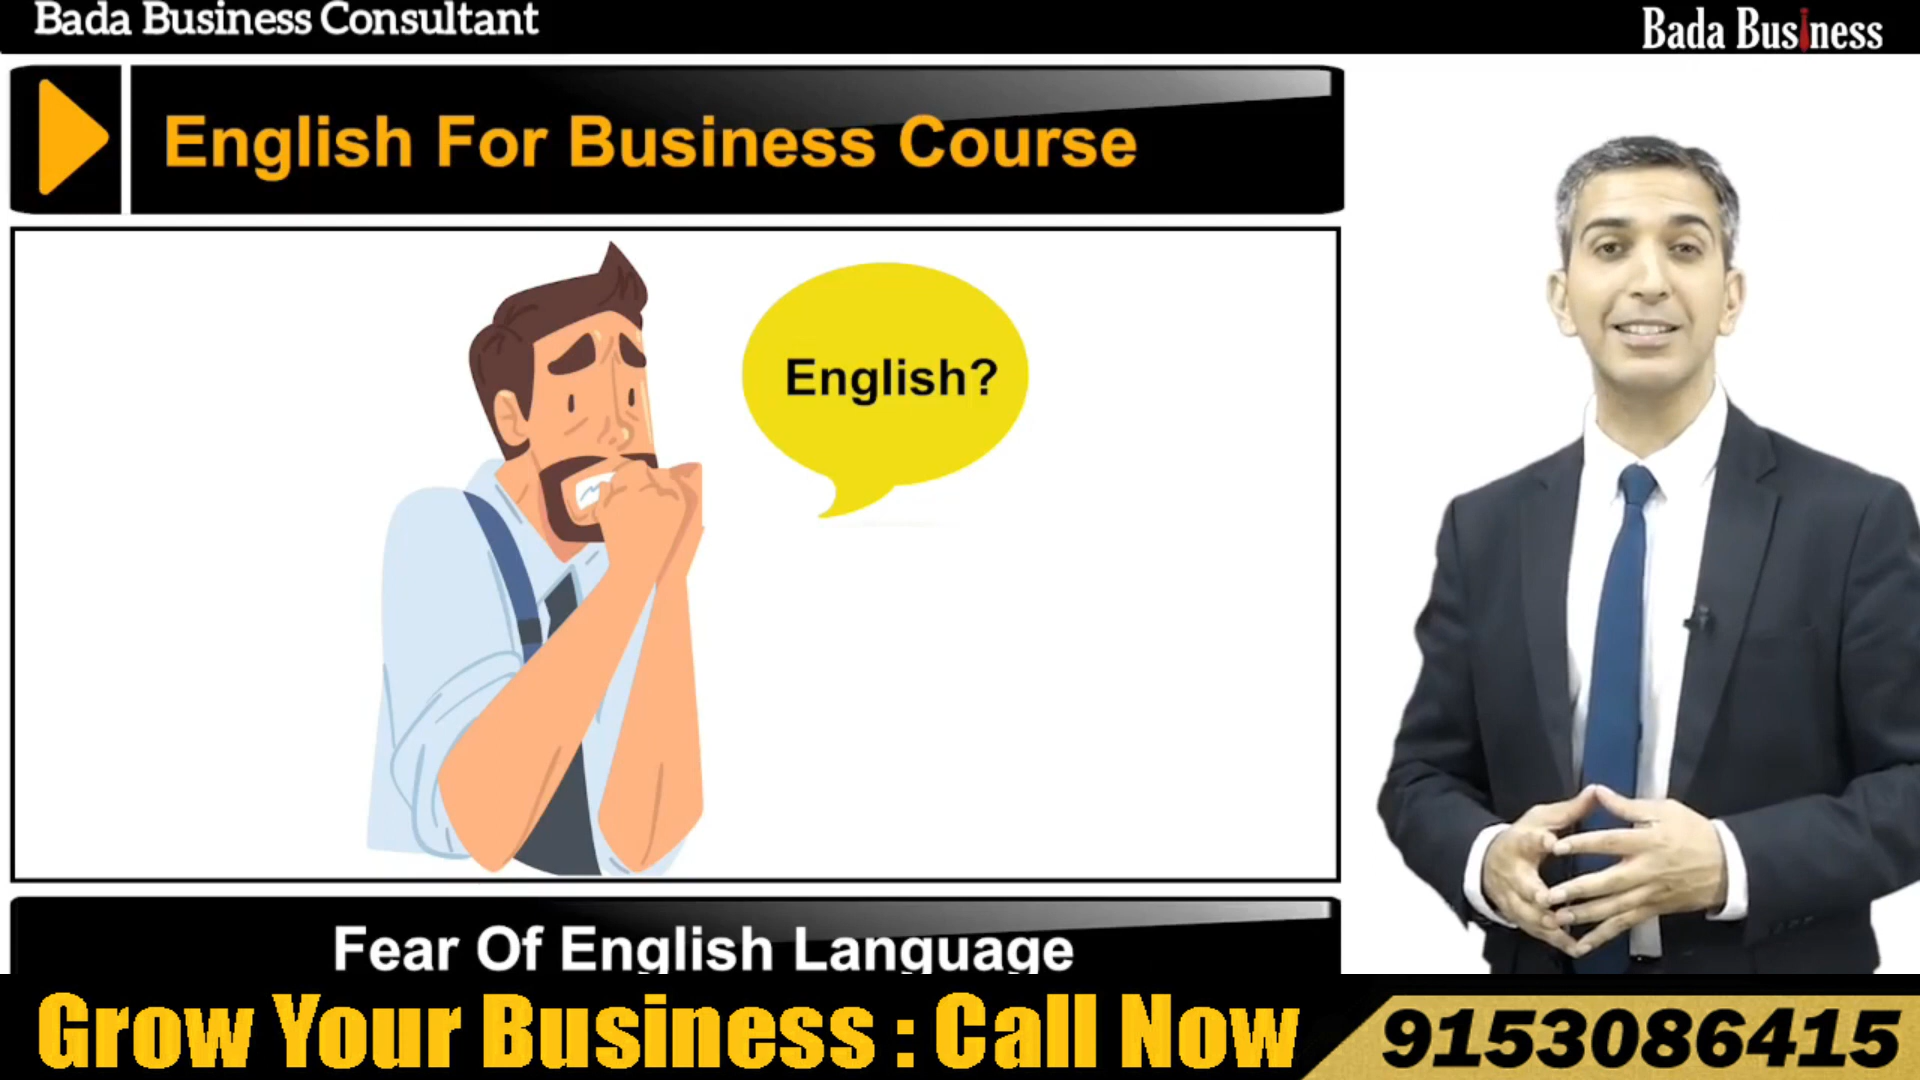 Bada Business Consultant
Bada Business
English For Business Course
English?
Fear Of English Language
Grow Your Business : Call Now
9153086415